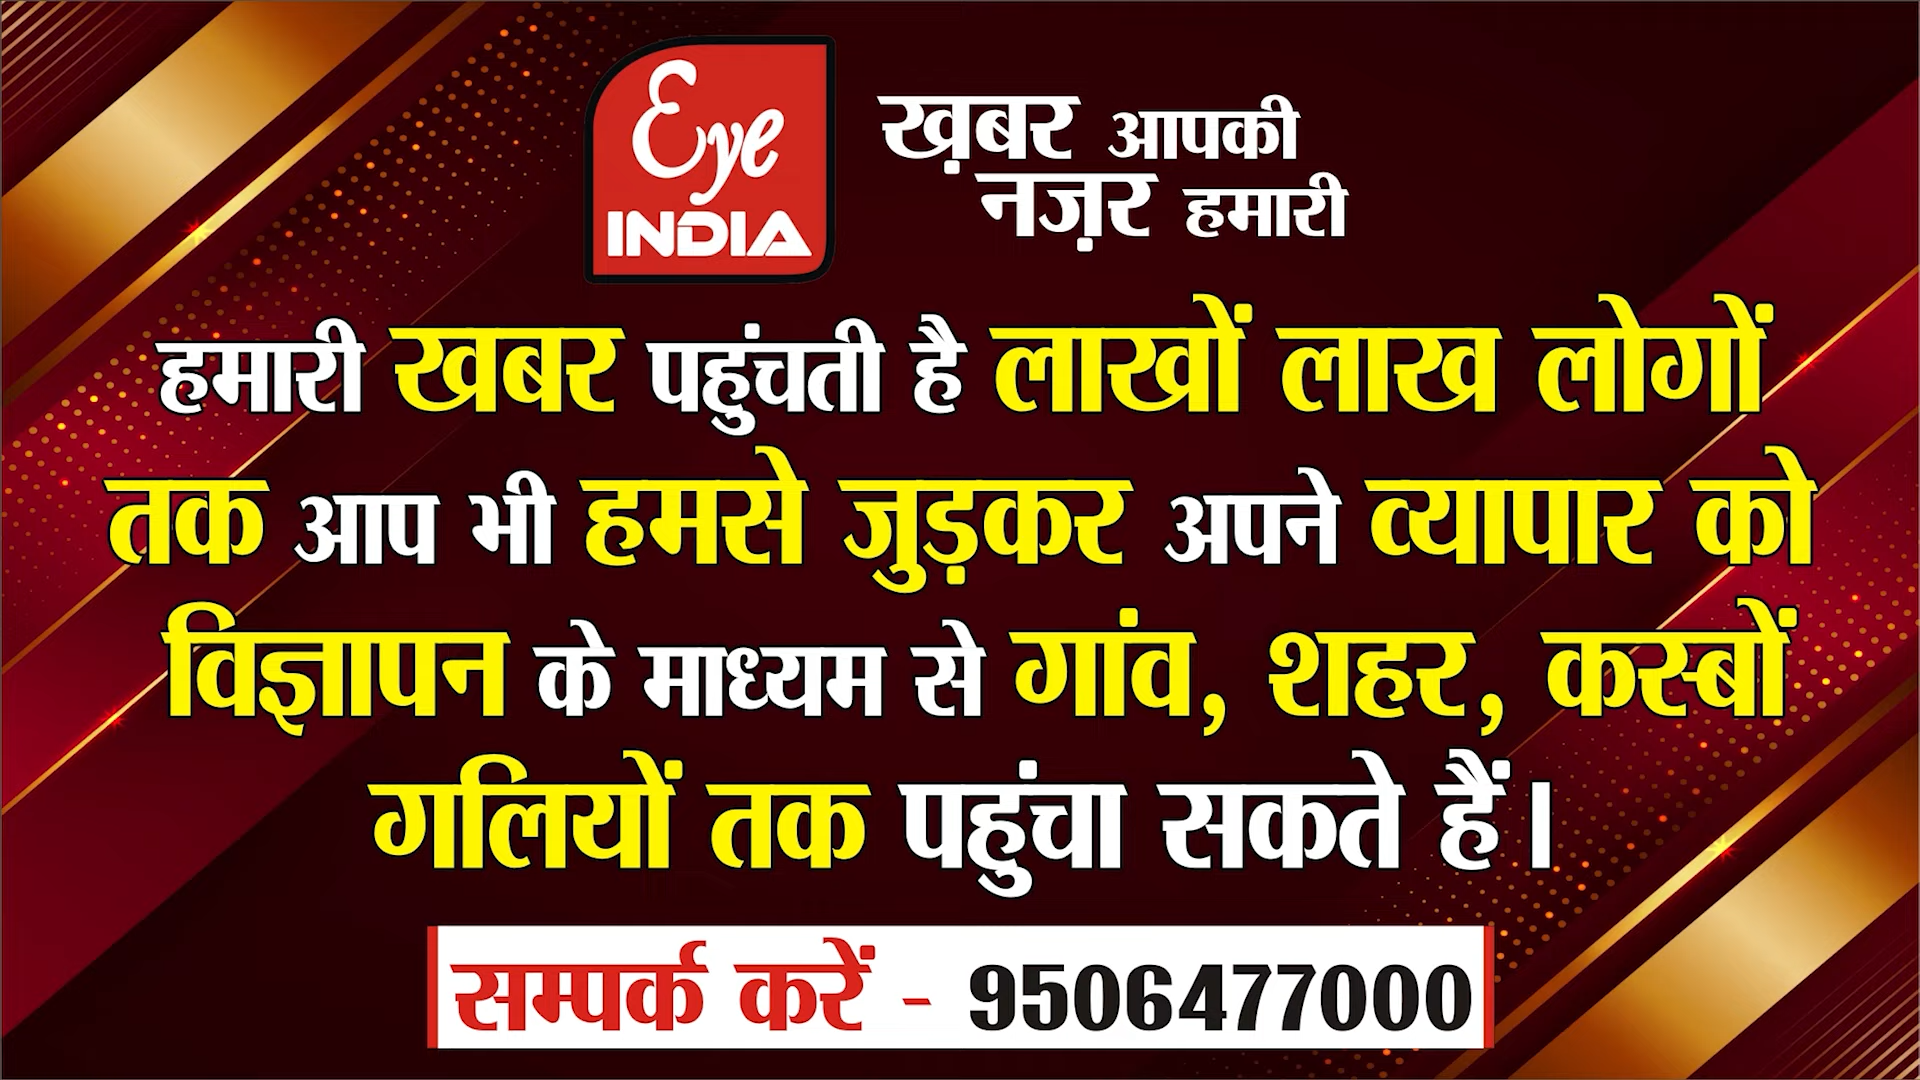 Eye
INDIA
ख़बर आपकी
नज़र हमारी
हमारी खबर पहुंचती है लाखों लाख लोगों
तक आप भी हमसे जुड़कर अपने व्यापार को
विज्ञापन के माध्यम से गांव, शहर, कस्बों
गलियों तक पहुंचा सकते हैं।
सम्पर्क करें - 9506477000